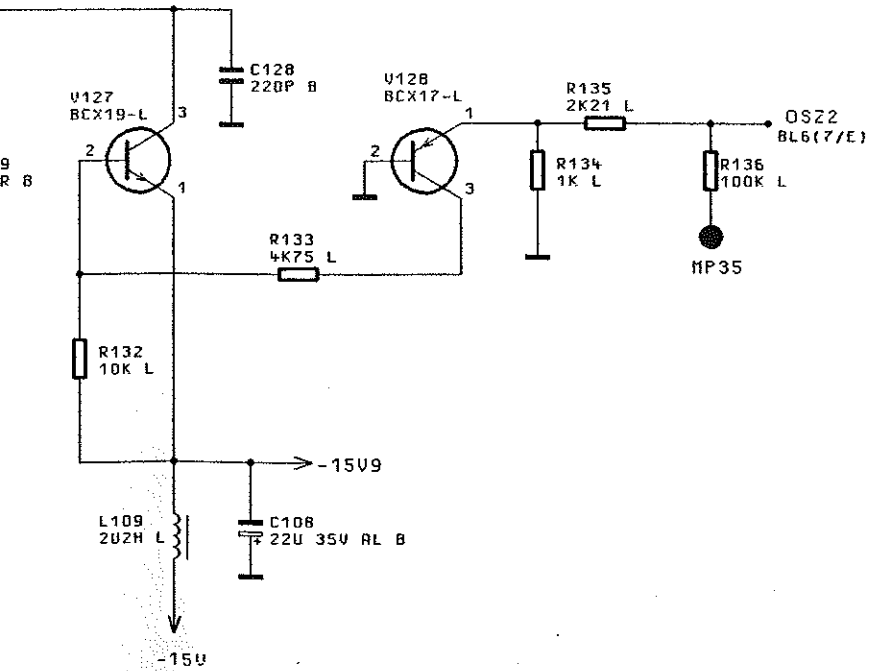 C128
220P B
V127
BCX19-L
3
2
1
9
R B
V128
BCX17-L
1
2
3
R135
2K21 L
OSZ2
BL6(7/E)
R134
1K L
R136
100K L
MP35
R133
4K75 L
R132
10K L
-15V9
L109
2U2H L
C108
+ 22U 35V AL B
-15V